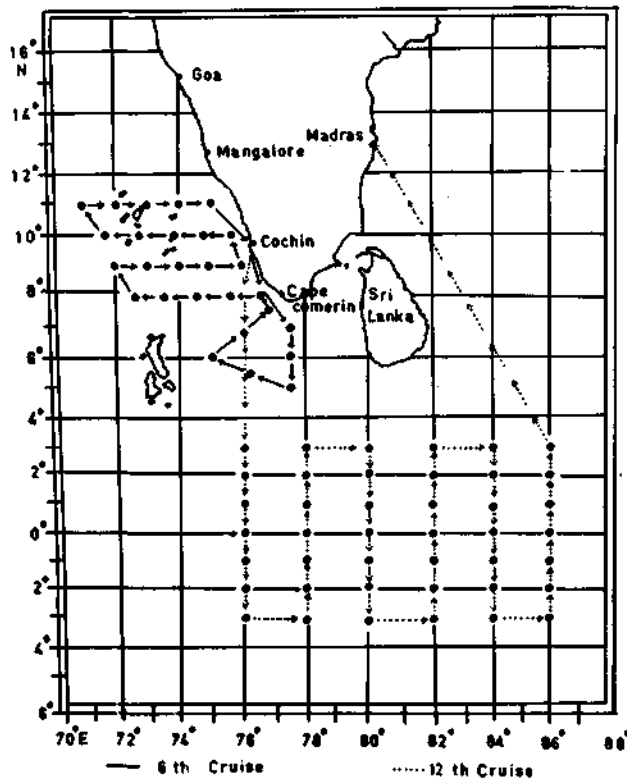 16°
N
14°
12°
10°
8°
6°
4°
2°
0°
2°
4°
6°
Goa
Mangalore
Madras
Cochin
Cape
comerin
Sri
Lanka
70°E 72° 74° 76° 78° 80° 82° 84° 86°
6 th Cruise 12 th Cruise